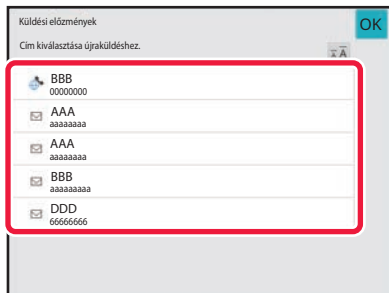 Küldési előzmények
OK
Cím kiválasztása újraküldéshez.
BBB
00000000
AAA
aaaaaaaa
AAA
aaaaaaaa
BBB
aaaaaaaaa
DDD
66666666